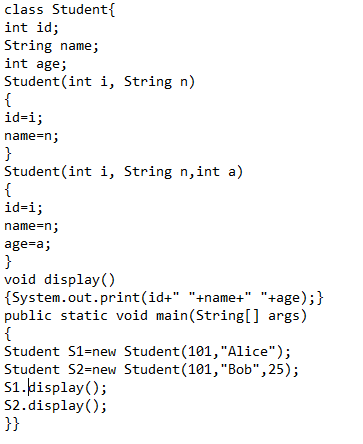 class Student{
int id;
String name;
int age;
Student(int i, String n)
{
id=i;
name=n;
}
Student(int i, String n,int a)
{
id=i;
name=n;
age=a;
}
void display()
{System.out.print(id+" "+name+" "+age);}
public static void main(String[] args)
{
Student S1=new Student(101,"Alice");
Student S2=new Student(101,"Bob",25);
S1.display();
S2.display();
}}